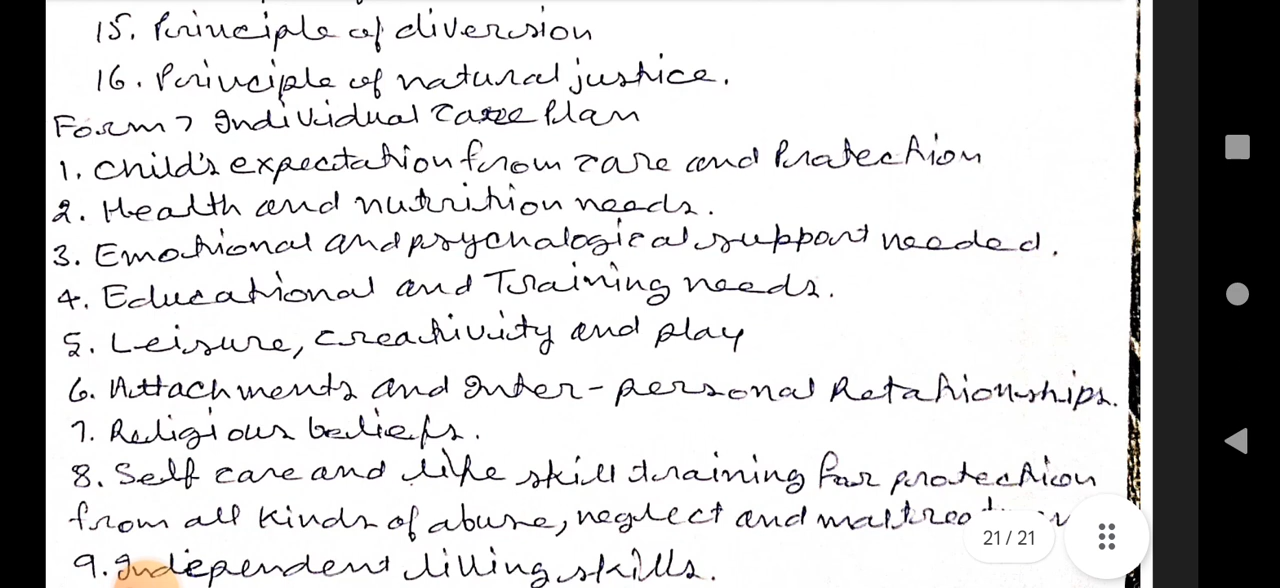 15. Principle of diversion
16. Principle of natural justice.
Form 7 Individual Care Plan
1. Child's expectation from care and Protection
2. Health and nutrition needs.
3. Emotional and psychological support needed.
4. Educational and Training needs.
5. Leisure, creativity and play
6. Attachments and Inter-personal Relationships.
7. Religious beliefs.
8. Self care and life skill training for protection
from all kinds of abuse, neglect and
21 / 21
9. Independent living skills.